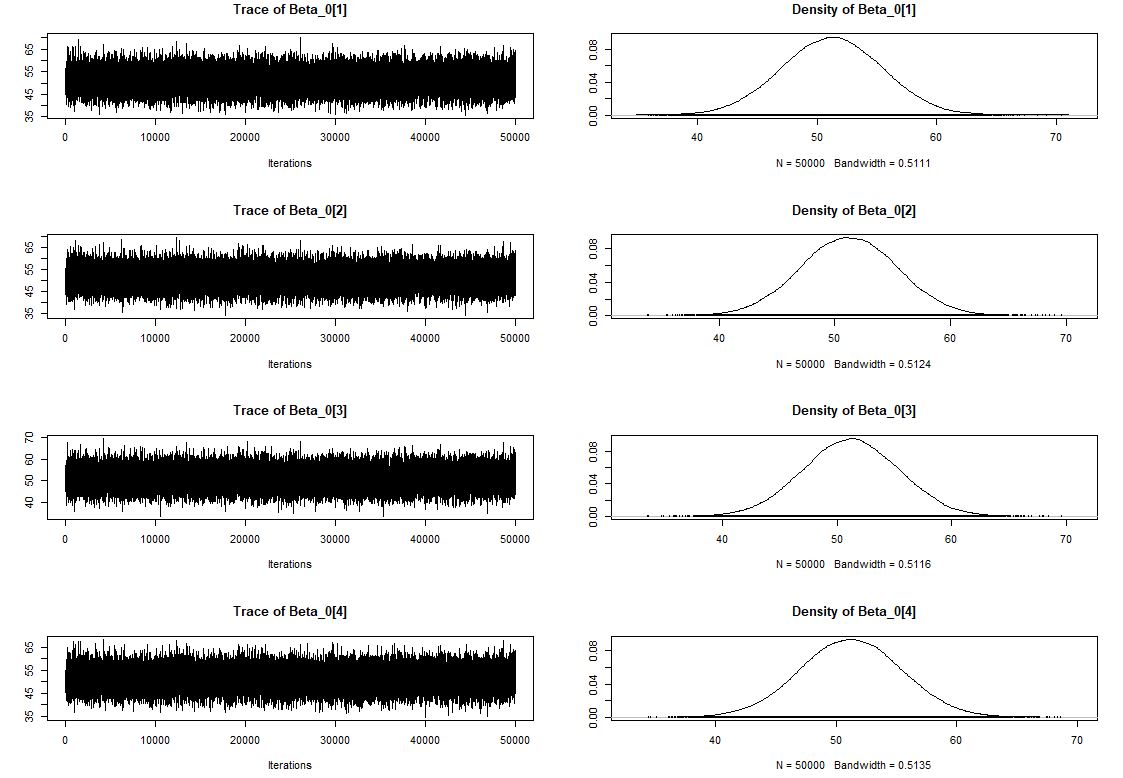 Trace of Beta_0[1]
Density of Beta_0[1]
65
55
45
35
0 10000 20000 30000 40000 50000
Iterations
0.08
0.04
0.00
40 50 60 70
N = 50000 Bandwidth = 0.5111
Trace of Beta_0[2]
Density of Beta_0[2]
65
55
45
35
0 10000 20000 30000 40000 50000
Iterations
0.08
0.04
0.00
40 50 60 70
N = 50000 Bandwidth = 0.5124
Trace of Beta_0[3]
Density of Beta_0[3]
70
60
50
40
0 10000 20000 30000 40000 50000
Iterations
0.08
0.04
0.00
40 50 60 70
N = 50000 Bandwidth = 0.5116
Trace of Beta_0[4]
Density of Beta_0[4]
65
55
45
35
0 10000 20000 30000 40000 50000
Iterations
0.08
0.04
0.00
40 50 60 70
N = 50000 Bandwidth = 0.5135